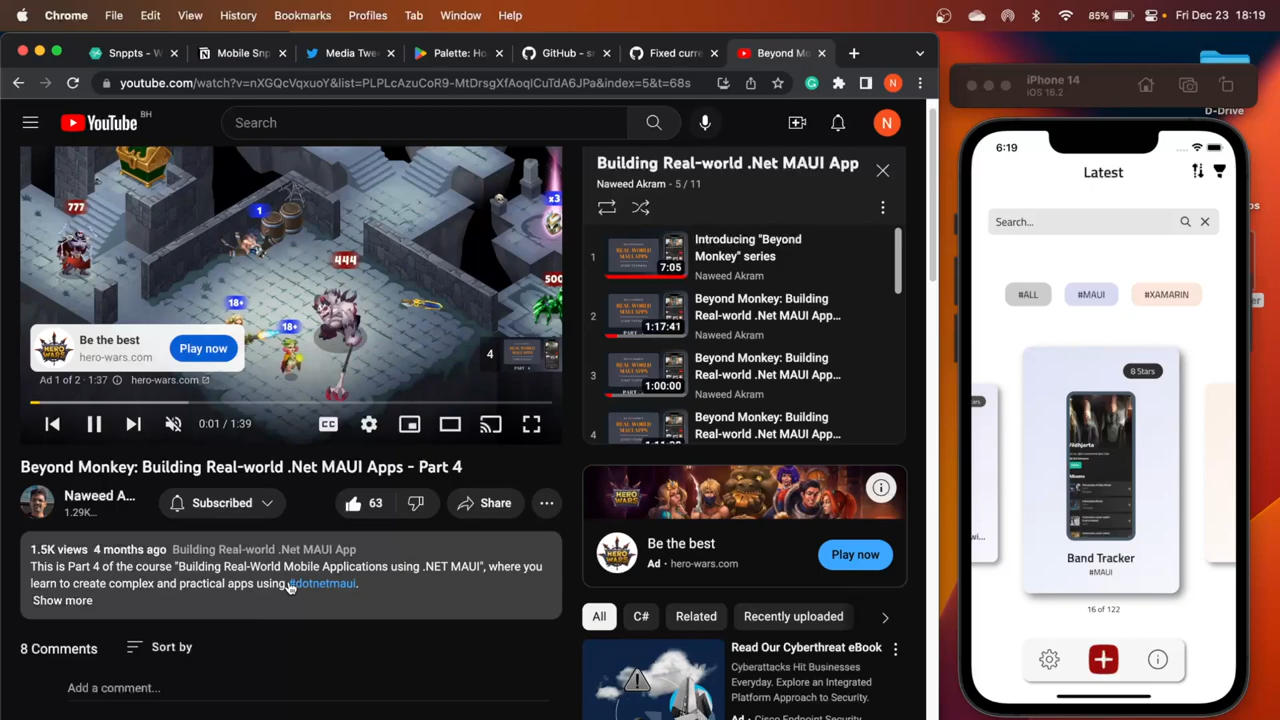 Chrome File Edit View History Bookmarks Profiles Tab Window Help 85% Fri Dec 23 18:19
Snppts - W Mobile Snp Media Twe Palette: Ho GitHub - sr Fixed curre Beyond Mo
youtube.com/watch?v=nXGQcVqxuoY&list=PLPLcAzuCoR9-MtDrsgXfAoqICuTdA6JPa&index=5&t=68s N
YouTube BH Search N
777
1
x3
444
500
18+
18+
Be the best
hero-wars.com
Play now
4
Ad 1 of 2 · 1:37 hero-wars.com
0:01 / 1:39
Beyond Monkey: Building Real-world .Net MAUI Apps - Part 4
Naweed A...
1.29K...
Subscribed 63 Share
1.5K views 4 months ago Building Real-world .Net MAUI App
This is Part 4 of the course "Building Real-World Mobile Applications using .NET MAUI", where you
learn to create complex and practical apps using #dotnetmaui.
Show more
8 Comments Sort by
Add a comment...
Building Real-world .Net MAUI App
Naweed Akram - 5 / 11
1 7:05 Introducing "Beyond
Monkey" series
Naweed Akram
2 1:17:41 Beyond Monkey: Building
Real-world .Net MAUI App...
Naweed Akram
3 1:00:00 Beyond Monkey: Building
Real-world .Net MAUI App...
Naweed Akram
4 Beyond Monkey: Building
Real-world .Net MAUI App...
HERO WARS
Be the best
Ad · hero-wars.com
Play now
All C# Related Recently uploaded
Read Our Cyberthreat eBook
Cyberattacks Hit Businesses
Everyday. Explore an Integrated
Platform Approach to Security.
Ad · Cisco Endpoint Security
iPhone 14
iOS 16.2
D-Drive
6:19
Latest
Search...
#ALL #MAUI #XAMARIN
8 Stars
Band Tracker
#MAUI
16 of 122